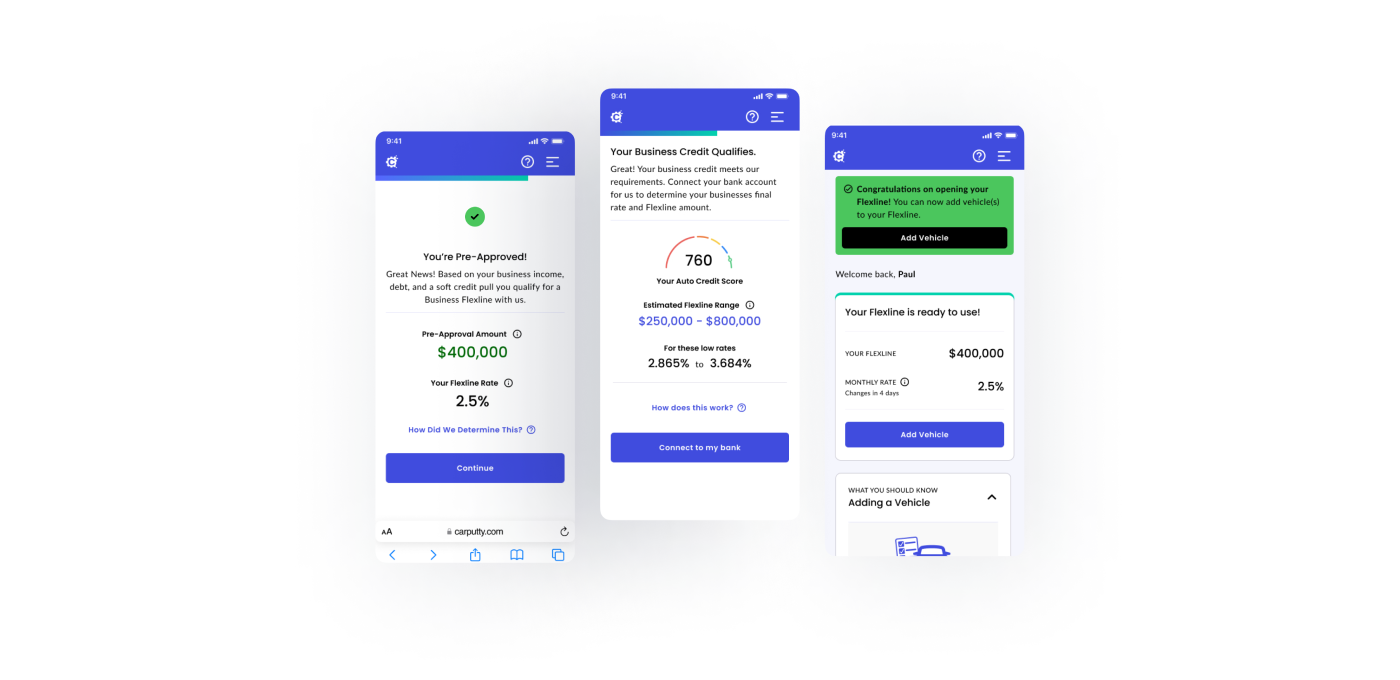 9:41
You're Pre-Approved!
Great News! Based on your business income,
debt, and a soft credit pull you qualify for a
Business Flexline with us.
Pre-Approval Amount
$400,000
Your Flexline Rate
2.5%
How Did We Determine This?
Continue
AA
carputty.com
9:41
Your Business Credit Qualifies.
Great! Your business credit meets our
requirements. Connect your bank account
for us to determine your businesses final
rate and Flexline amount.
760
Your Auto Credit Score
Estimated Flexline Range
$250,000 - $800,000
For these low rates
2.865% to 3.684%
How does this work?
Connect to my bank
9:41
Congratulations on opening your
Flexline! You can now add vehicle(s)
to your Flexline.
Add Vehicle
Welcome back, Paul
Your Flexline is ready to use!
YOUR FLEXLINE $400,000
MONTHLY RATE 2.5%
Changes in 4 days
Add Vehicle
WHAT YOU SHOULD KNOW
Adding a Vehicle